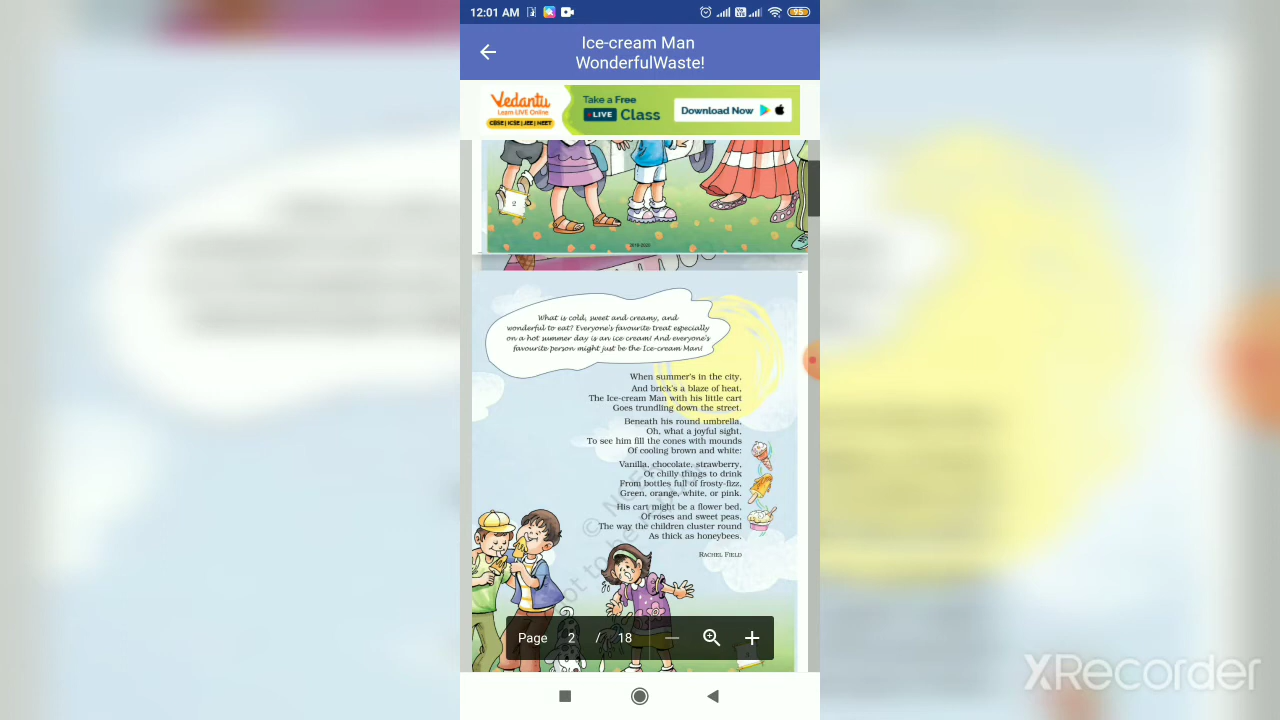 12:01 AM
95
Ice-cream Man
WonderfulWaste!
Vedantu
Learn LIVE Online
CBSE | ICSE | JEE | NEET
Take a Free
LIVE Class
Download Now
What is cold, sweet and creamy, and
wonderful to eat? Everyone's favourite treat especially
on a hot summer day is an ice cream! And everyone's
favourite person might just be the Ice-cream Man!
When summer's in the city,
And brick's a blaze of heat,
The Ice-cream Man with his little cart
Goes trundling down the street.
Beneath his round umbrella,
Oh, what a joyful sight,
To see him fill the cones with mounds
Of cooling brown and white:
Vanilla, chocolate, strawberry,
Or chilly things to drink
From bottles full of frosty-fizz,
Green, orange, white, or pink.
His cart might be a flower bed,
Of roses and sweet peas,
The way the children cluster round
As thick as honeybees.
RACHEL FIELD
Page 2 / 18
XRecorder